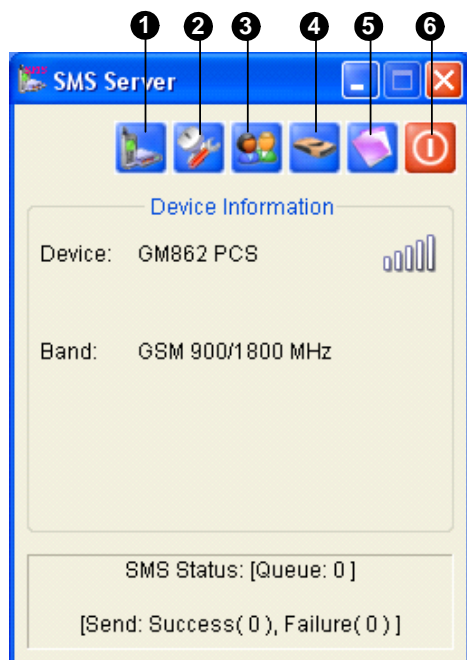 1 2 3 4 5 6
SMS Server
Device Information
Device: GM862 PCS
Band: GSM 900/1800 MHz
SMS Status: [Queue: 0 ]
[Send: Success( 0 ), Failure( 0 ) ]